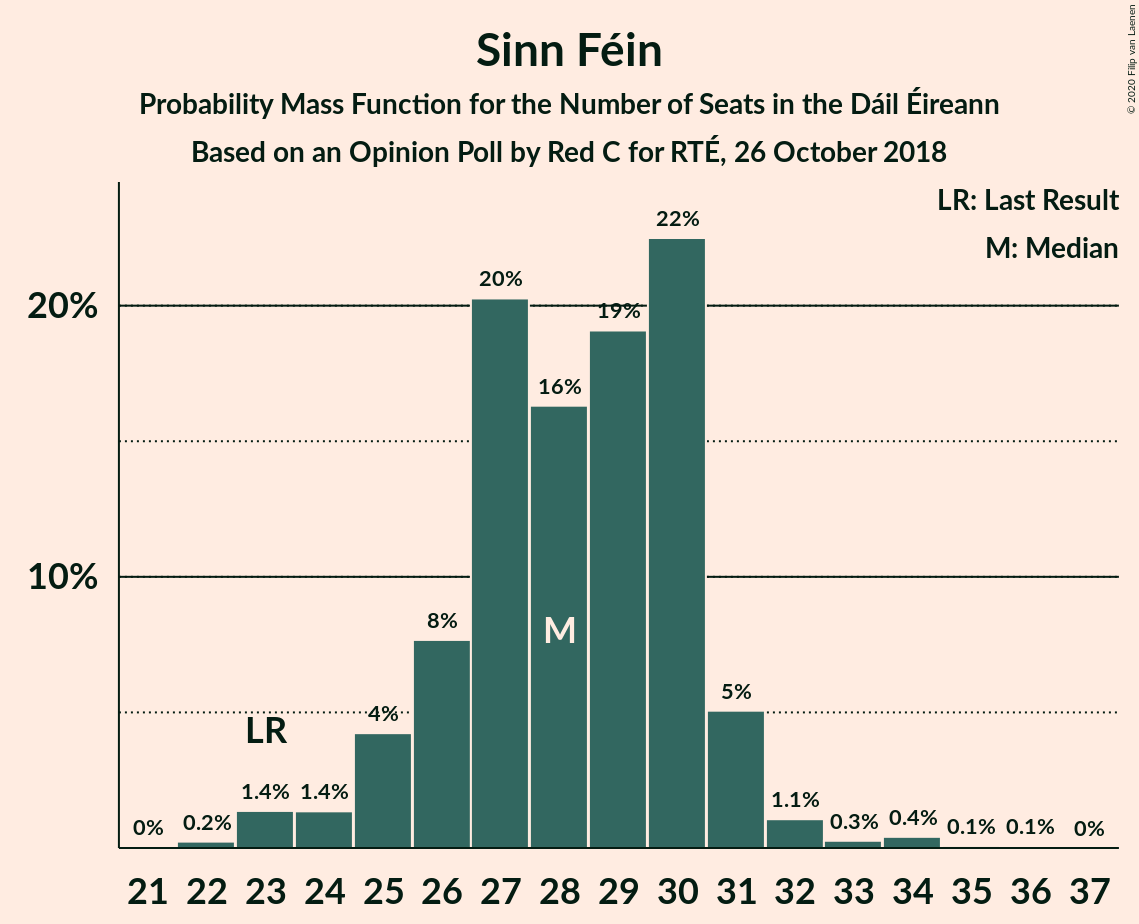 Sinn Féin
Probability Mass Function for the Number of Seats in the Dáil Éireann
Based on an Opinion Poll by Red C for RTÉ, 26 October 2018
© 2020 Filip van Laenen
LR: Last Result
M: Median
20%
10%
0%
0.2%
1.4%
1.4%
4%
8%
20%
16%
19%
22%
5%
1.1%
0.3%
0.4%
0.1%
0.1%
0%
LR
M
21 22 23 24 25 26 27 28 29 30 31 32 33 34 35 36 37